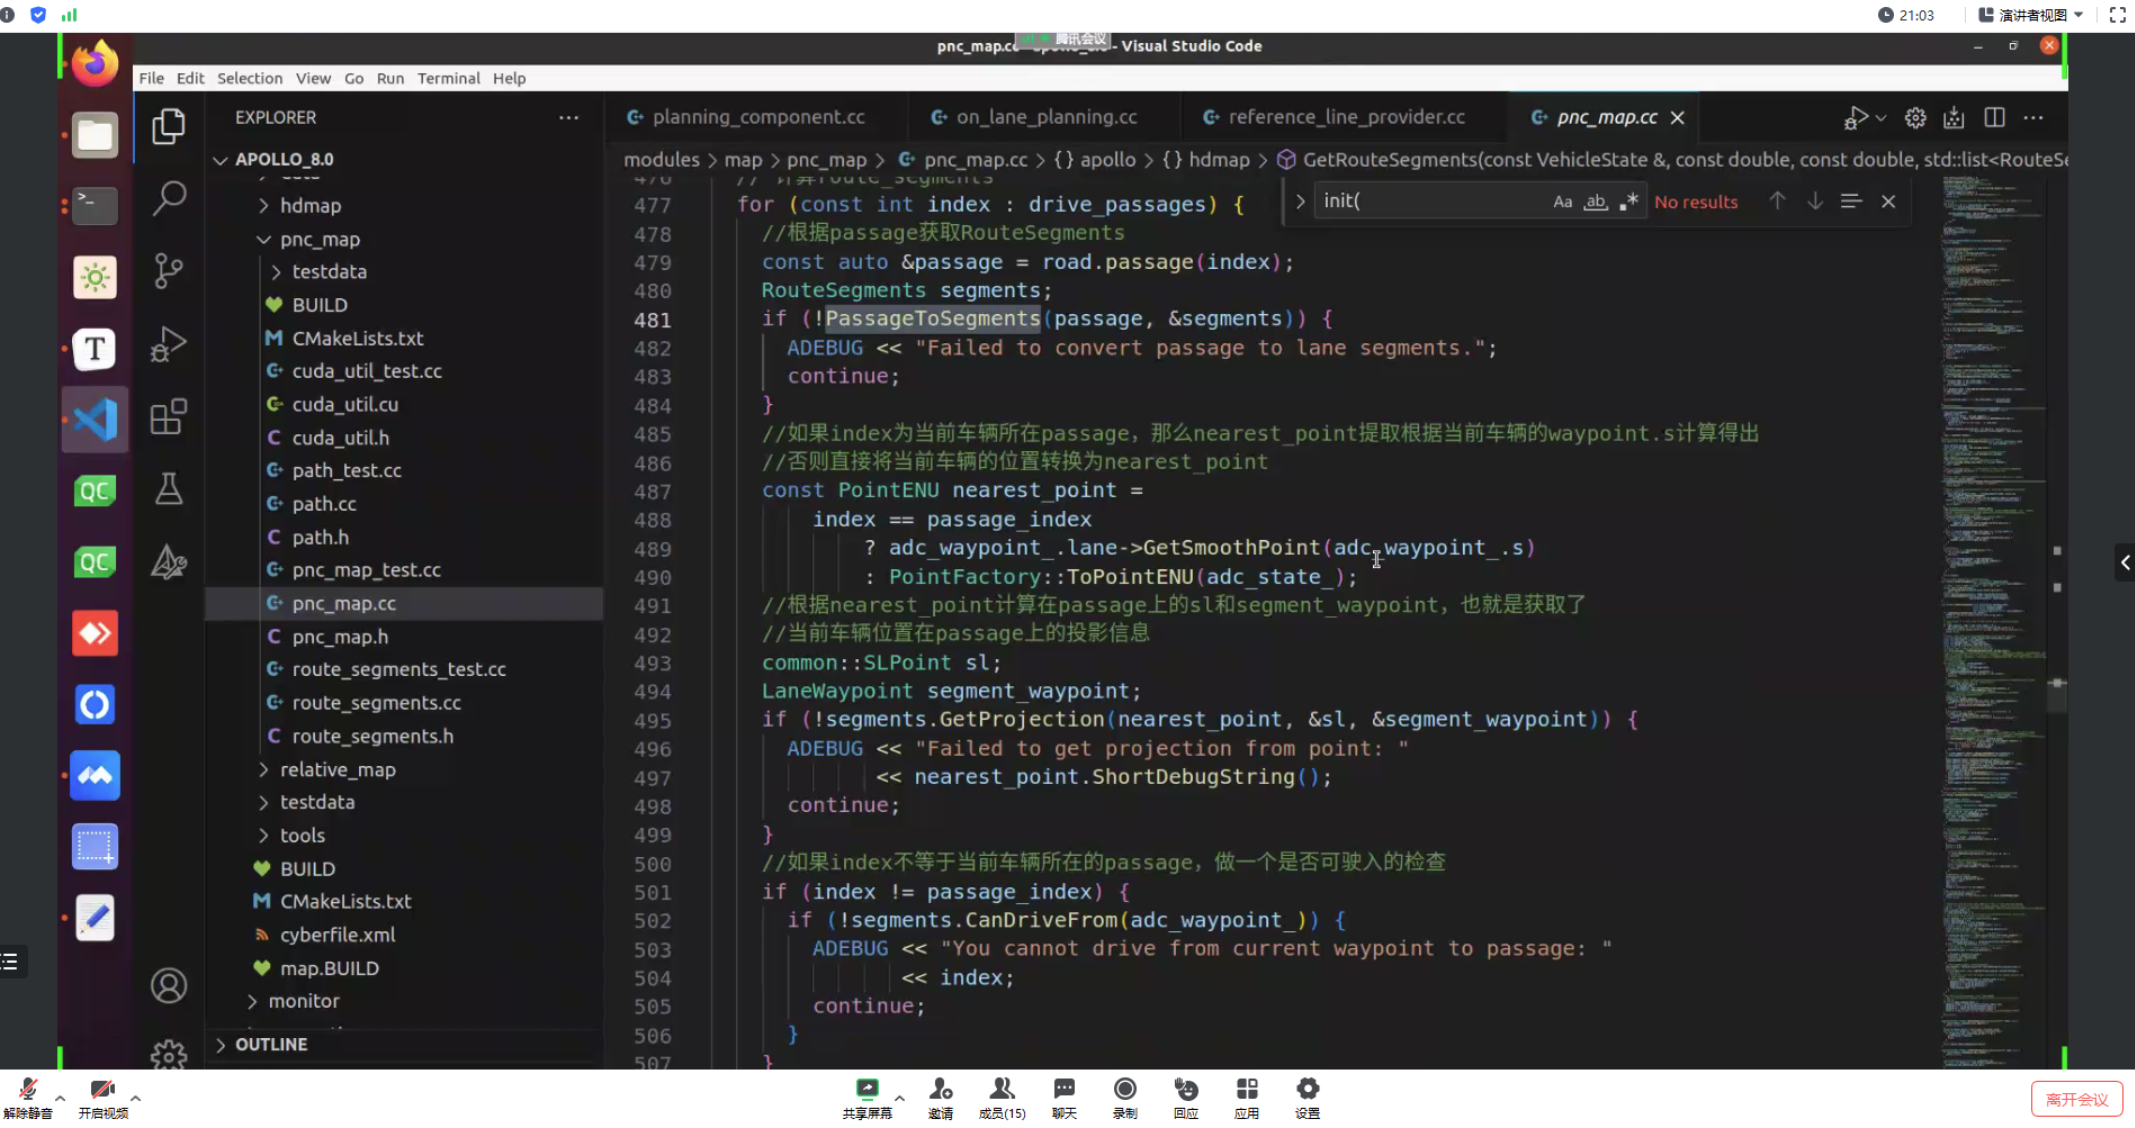 21:03
演讲者视图
腾讯会议
- Visual Studio Code
File Edit Selection View Go Run Terminal Help
EXPLORER
planning_component.cc
on_lane_planning.cc
reference_line_provider.cc
pnc_map.cc
APOLLO_8.0
modules > map > pnc_map > pnc_map.cc > {} apollo > {} hdmap > GetRouteSegments(const VehicleState &, const double, const double, std::list<RouteSe
init(
Aa ab .* No results
hdmap
pnc_map
testdata
BUILD
CMakeLists.txt
cuda_util_test.cc
cuda_util.cu
cuda_util.h
path_test.cc
path.cc
path.h
pnc_map_test.cc
pnc_map.cc
pnc_map.h
route_segments_test.cc
route_segments.cc
route_segments.h
relative_map
testdata
tools
BUILD
CMakeLists.txt
cyberfile.xml
map.BUILD
monitor
OUTLINE
477 for (const int index : drive_passages) {
478 //根据passage获取RouteSegments
479 const auto &passage = road.passage(index);
480 RouteSegments segments;
481 if (!PassageToSegments(passage, &segments)) {
482 ADEBUG << "Failed to convert passage to lane segments.";
483 continue;
484 }
485 //如果index为当前车辆所在passage，那么nearest_point提取根据当前车辆的waypoint.s计算得出
486 //否则直接将当前车辆的位置转换为nearest_point
487 const PointENU nearest_point =
488 index == passage_index
489 ? adc_waypoint_.lane->GetSmoothPoint(adc_waypoint_.s)
490 : PointFactory::ToPointENU(adc_state_);
491 //根据nearest_point计算在passage上的sl和segment_waypoint，也就是获取了
492 //当前车辆位置在passage上的投影信息
493 common::SLPoint sl;
494 LaneWaypoint segment_waypoint;
495 if (!segments.GetProjection(nearest_point, &sl, &segment_waypoint)) {
496 ADEBUG << "Failed to get projection from point: "
497 << nearest_point.ShortDebugString();
498 continue;
499 }
500 //如果index不等于当前车辆所在的passage，做一个是否可驶入的检查
501 if (index != passage_index) {
502 if (!segments.CanDriveFrom(adc_waypoint_)) {
503 ADEBUG << "You cannot drive from current waypoint to passage: "
504 << index;
505 continue;
506 }
507 }
解除静音
开启视频
共享屏幕
邀请
成员(15)
聊天
录制
回应
应用
设置
离开会议